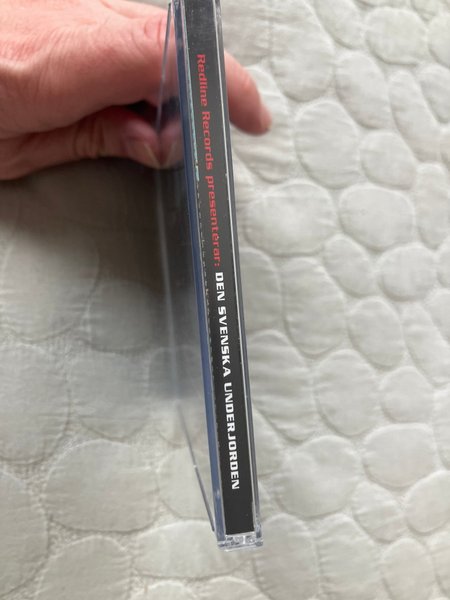 Redline Records presenterar: DEN SVENSKA UNDERJORDEN